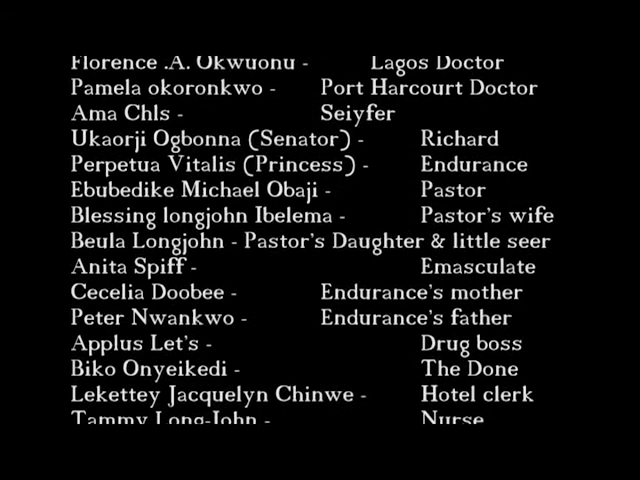 Florence .A. Okwuonu - Lagos Doctor
Pamela okoronkwo - Port Harcourt Doctor
Ama Chls - Seiyfer
Ukaorji Ogbonna (Senator) - Richard
Perpetua Vitalis (Princess) - Endurance
Ebubedike Michael Obaji - Pastor
Blessing longjohn Ibelema - Pastor's wife
Beula Longjohn - Pastor's Daughter & little seer
Anita Spiff - Emasculate
Cecelia Doobee - Endurance's mother
Peter Nwankwo - Endurance's father
Applus Let's - Drug boss
Biko Onyeikedi - The Done
Lekettey Jacquelyn Chinwe - Hotel clerk
Tammy Long-John - Nurse